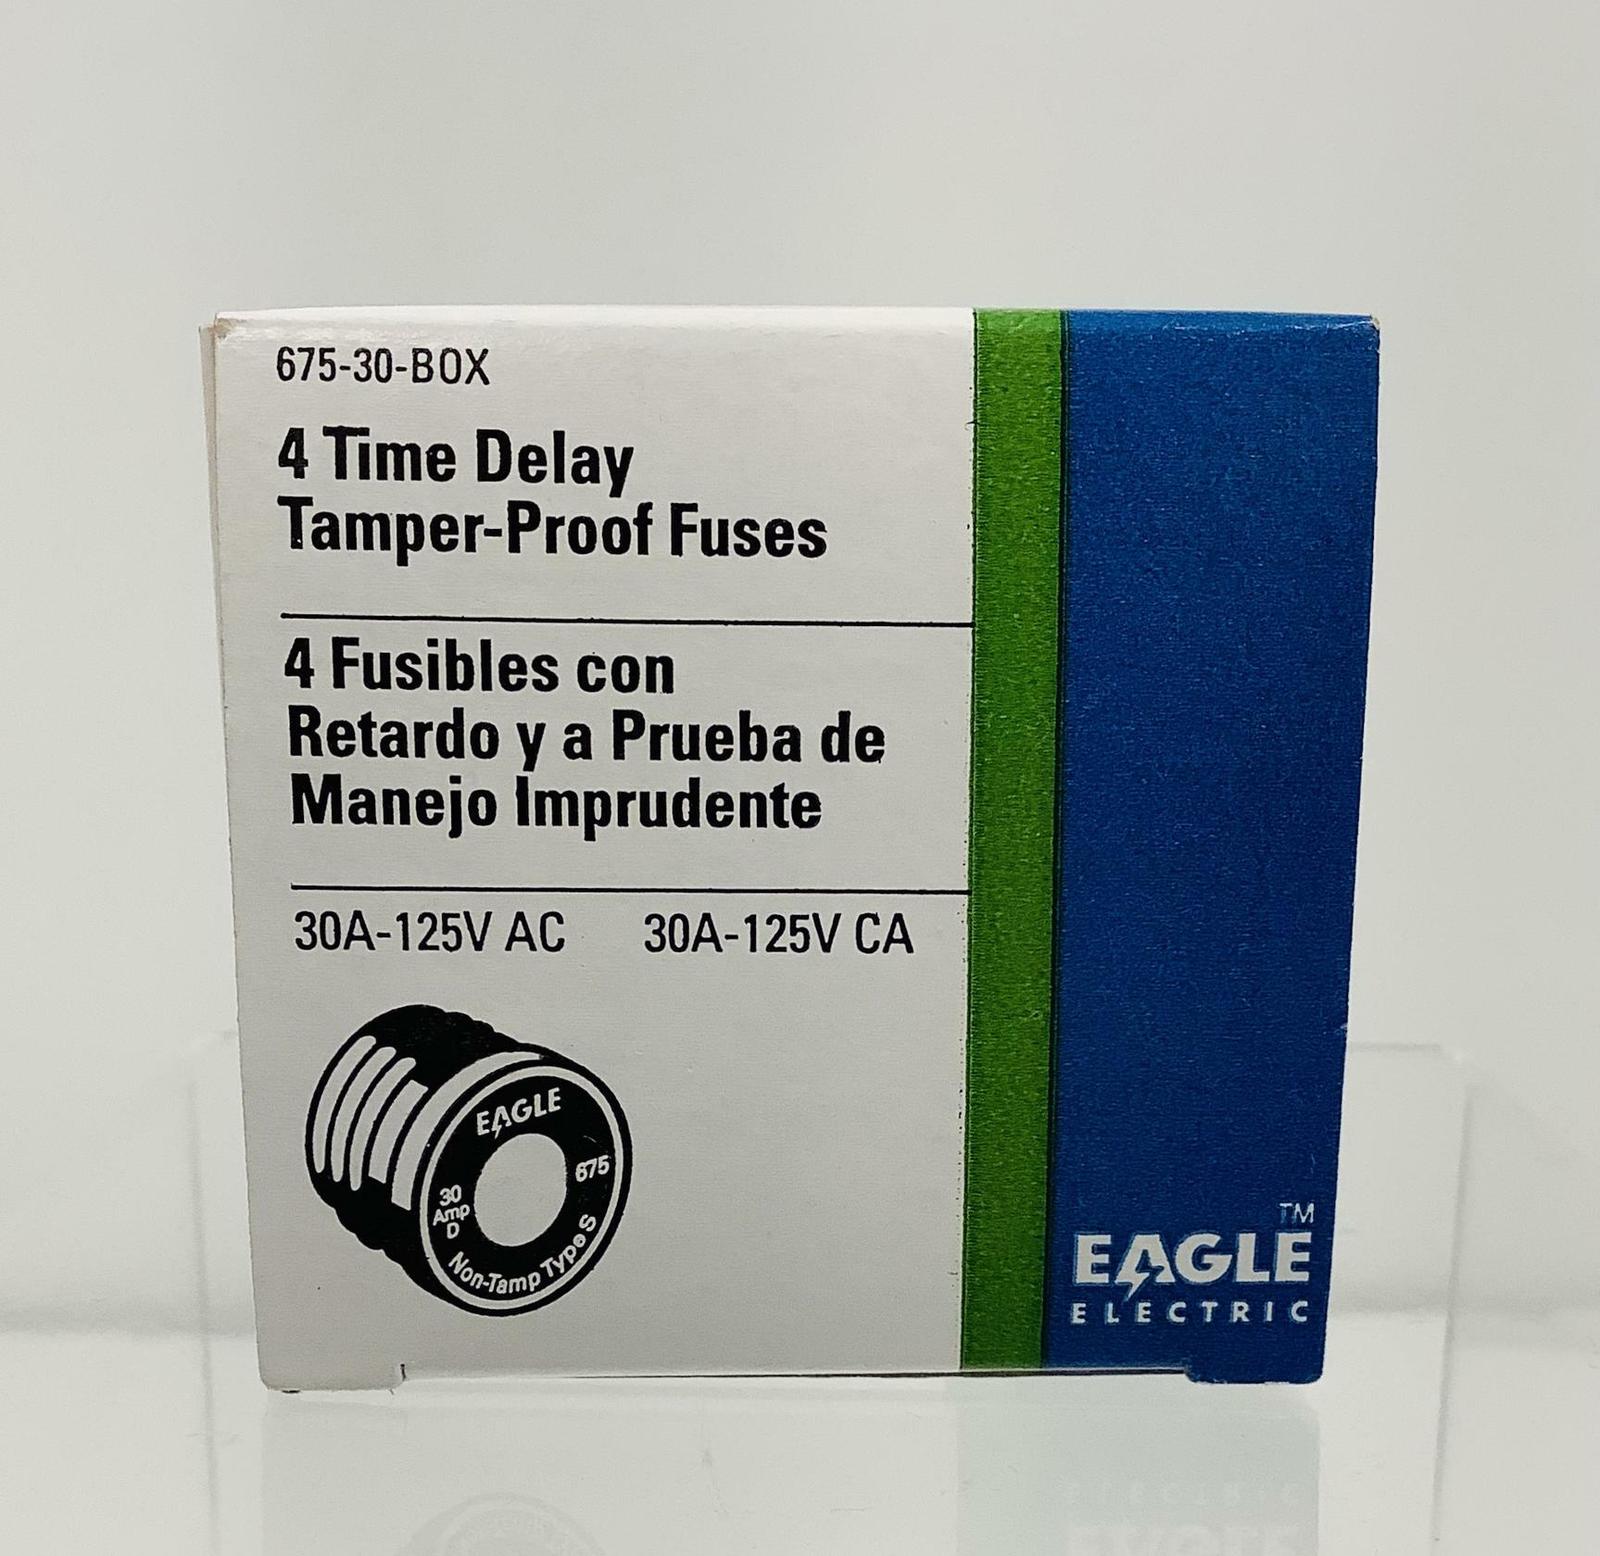 675-30-BOX
4 Time Delay
Tamper-Proof Fuses
4 Fusibles con
Retardo y a Prueba de
Manejo Imprudente
30A-125V AC 30A-125V CA
EAGLE
675
30
Amp
D
Non-Tamp Type S
TM
EAGLE
ELECTRIC